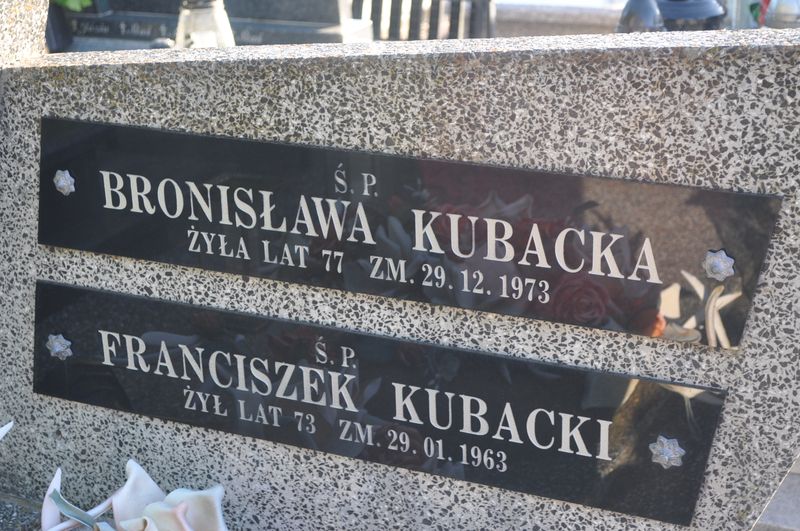 Ś. P.
BRONISŁAWA KUBACKA
ŻYŁA LAT 77 ZM. 29. 12. 1973
Ś. P.
FRANCISZEK KUBACKI
ŻYŁ LAT 73 ZM. 29. 01. 1963